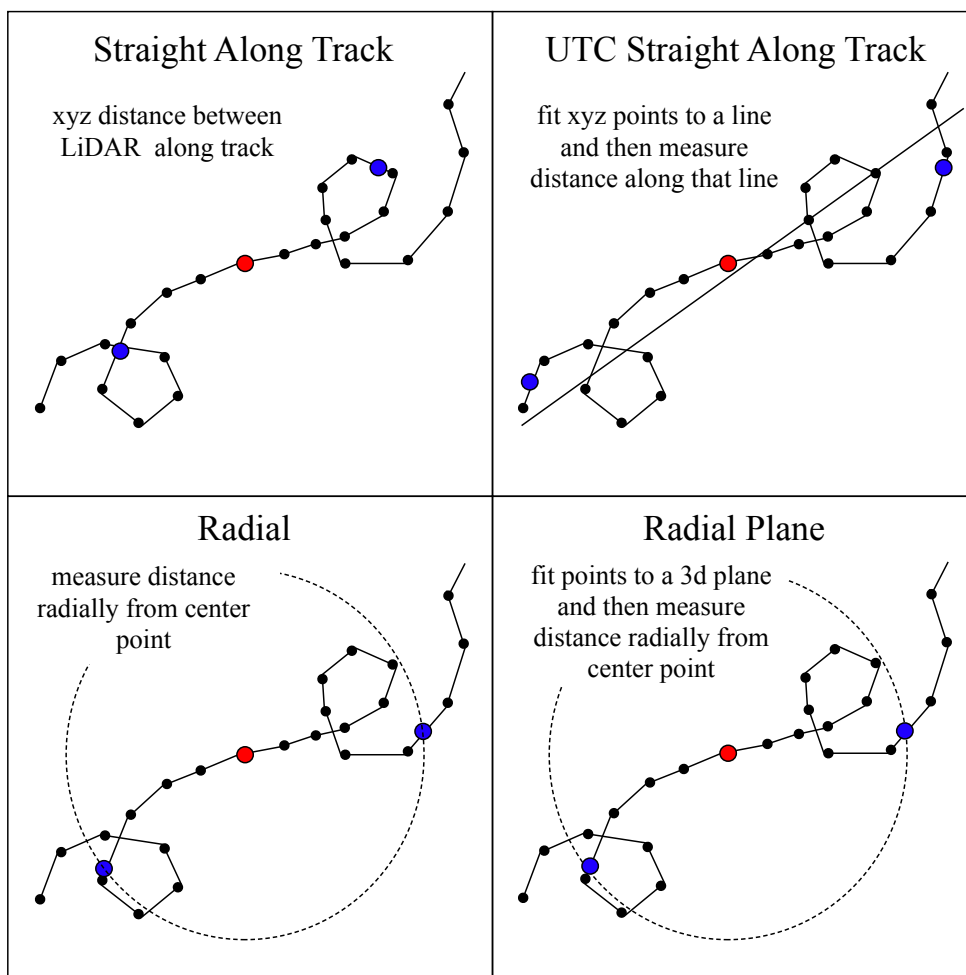 Straight Along Track
xyz distance between
LiDAR along track
UTC Straight Along Track
fit xyz points to a line
and then measure
distance along that line
Radial
measure distance
radially from center
point
Radial Plane
fit points to a 3d plane
and then measure
distance radially from
center point